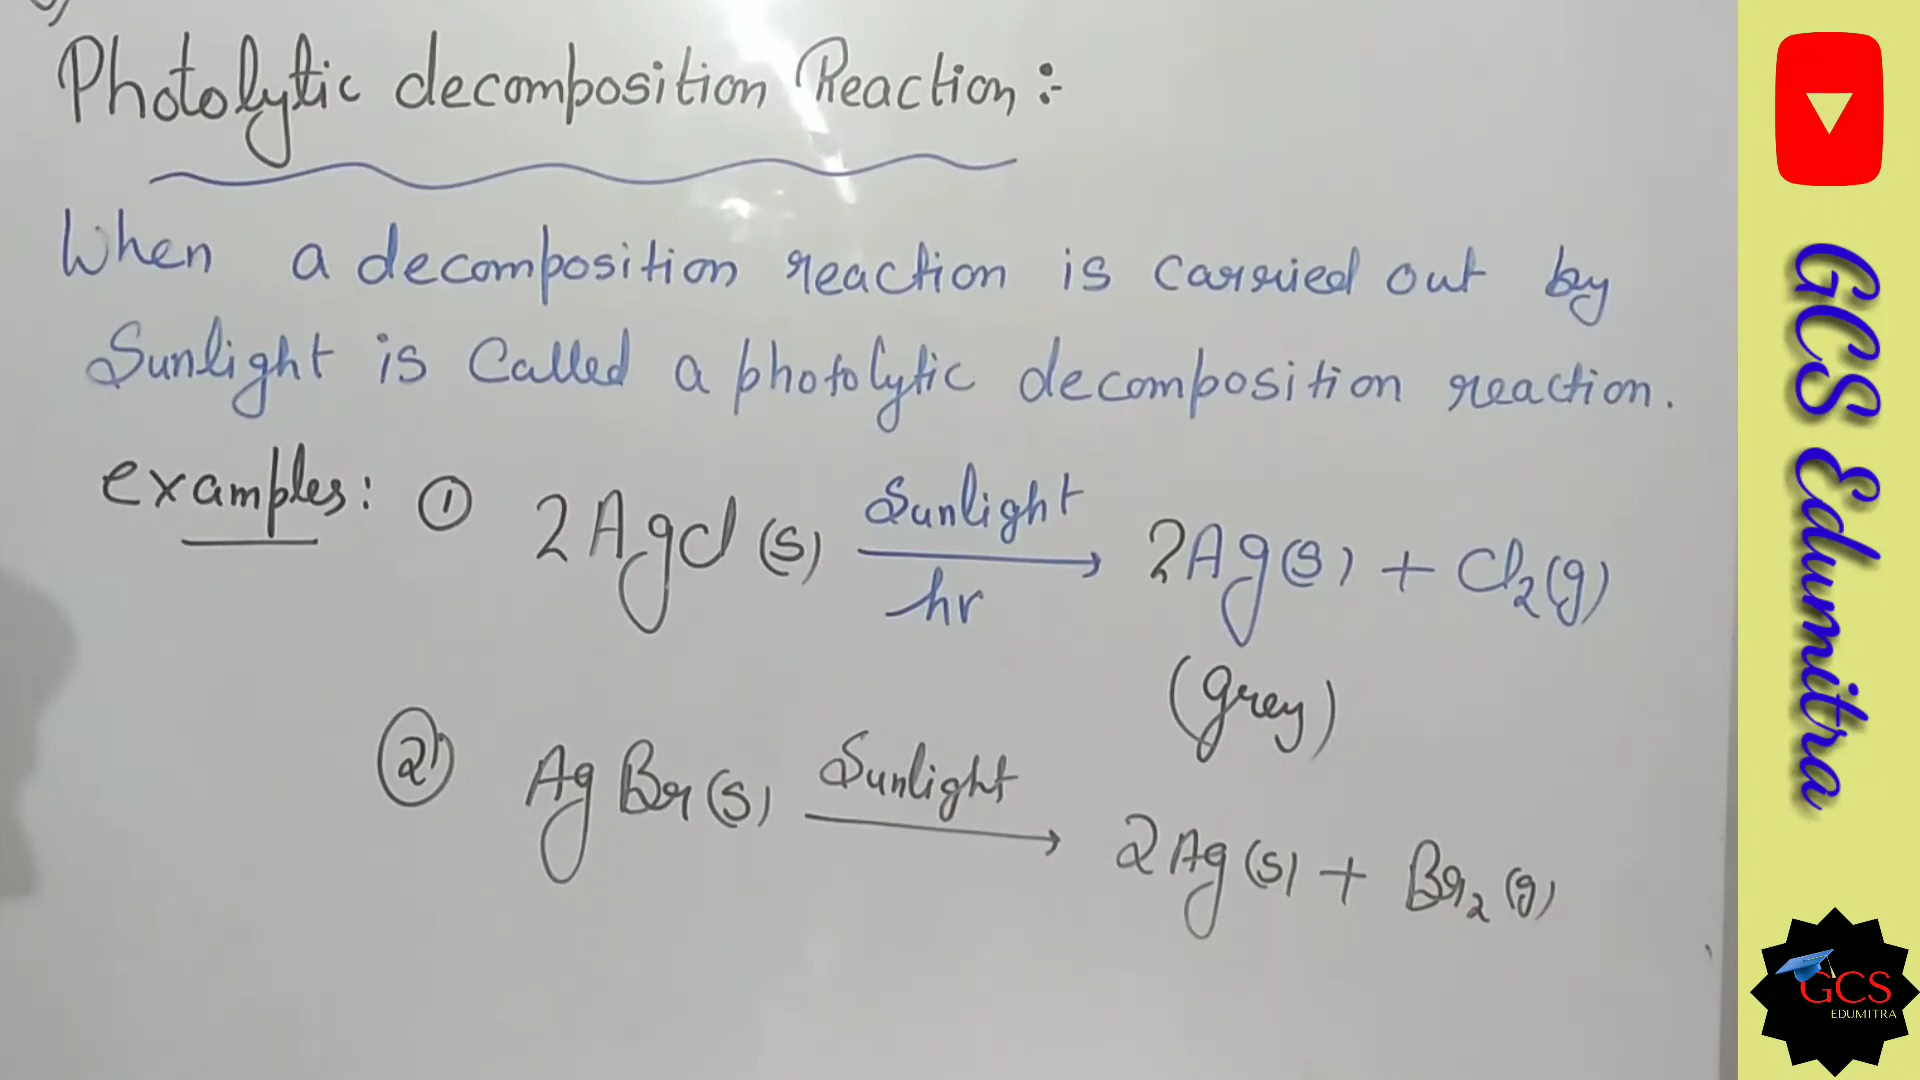 Photolytic decomposition Reaction :-
When a decomposition reaction is carried out by
Sunlight is called a photolytic decomposition reaction.
examples: ① 2AgCl (s) Sunlight hr → 2Ag(s) + Cl₂(g)
(grey)
② AgBr(s) Sunlight → 2Ag(s) + Br₂(g)
GCS Edumitra
GCS
EDUMITRA